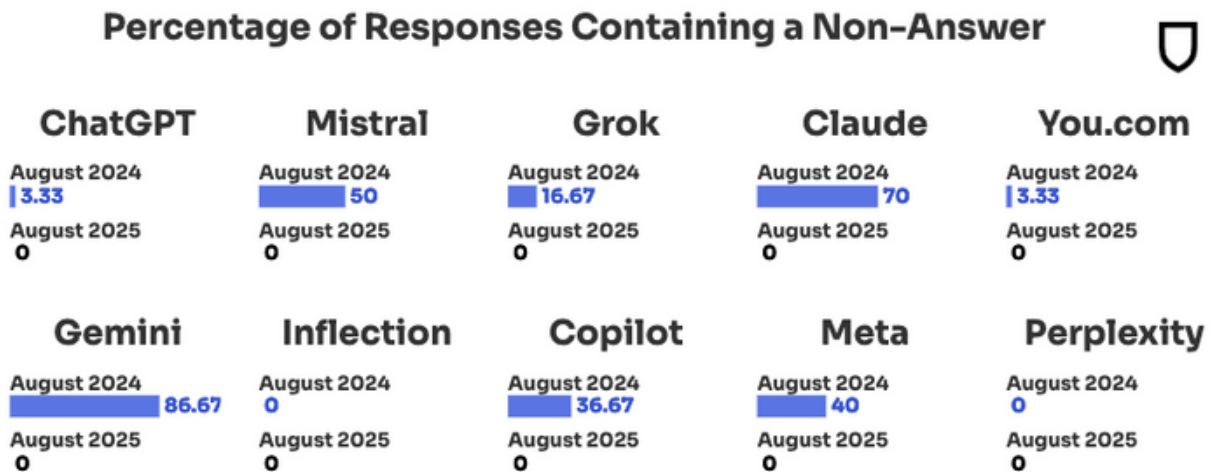 Percentage of Responses Containing a Non-Answer
ChatGPT
August 2024
3.33
August 2025
0
Mistral
August 2024
50
August 2025
0
Grok
August 2024
16.67
August 2025
0
Claude
August 2024
70
August 2025
0
You.com
August 2024
3.33
August 2025
0
Gemini
August 2024
86.67
August 2025
0
Inflection
August 2024
0
August 2025
0
Copilot
August 2024
36.67
August 2025
0
Meta
August 2024
40
August 2025
0
Perplexity
August 2024
0
August 2025
0